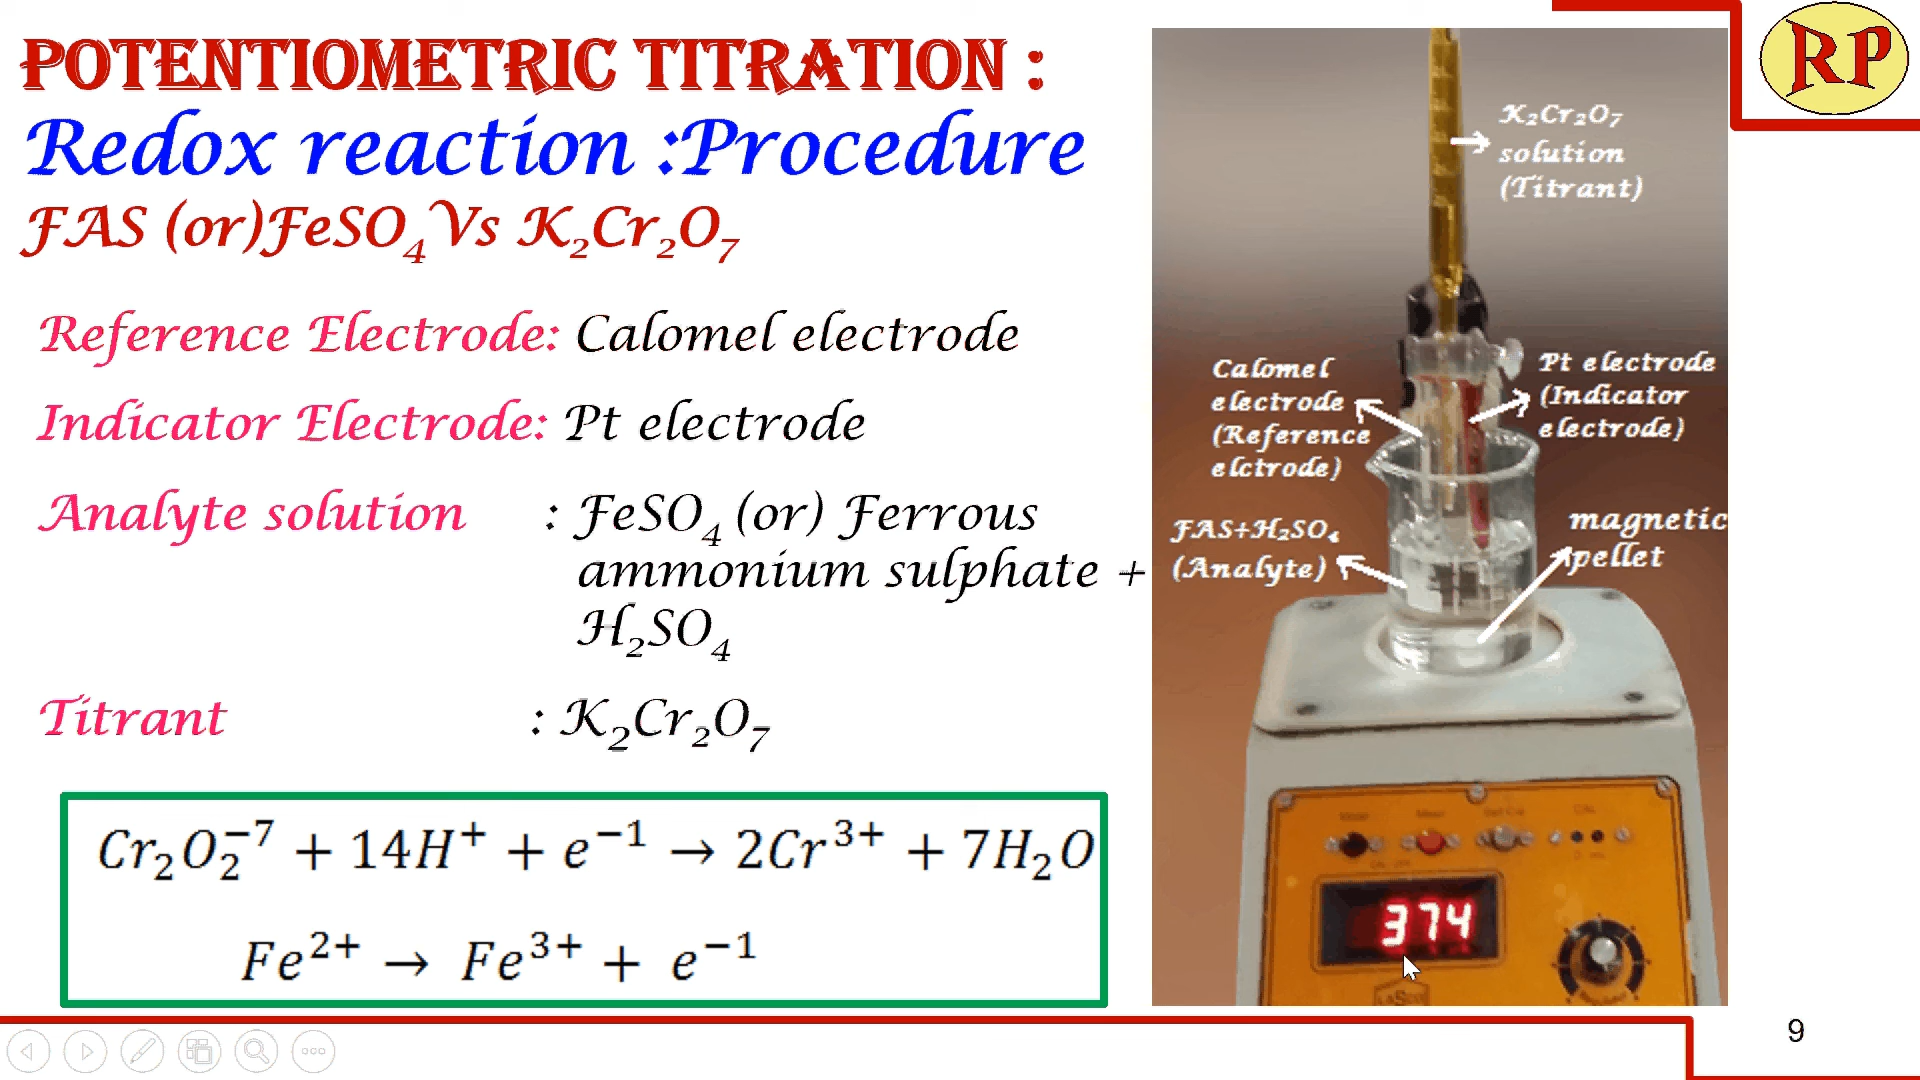 POTENTIOMETRIC TITRATION :
Redox reaction :Procedure
FAS (or)FeSO₄ Vs K₂Cr₂O₇
Reference Electrode: Calomel electrode
Indicator Electrode: Pt electrode
Analyte solution : FeSO₄ (or) Ferrous
ammonium sulphate +
H₂SO₄
Titrant : K₂Cr₂O₇
Cr₂O₂⁻⁷ + 14H⁺ + e⁻¹ → 2Cr³⁺ + 7H₂O
Fe²⁺ → Fe³⁺ + e⁻¹
RP
K₂Cr₂O₇
solution
(Titrant)
Calomel
electrode
(Reference
elctrode)
Pt electrode
(Indicator
electrode)
FAS+H₂SO₄
(Analyte)
magnetic
pellet
374
9